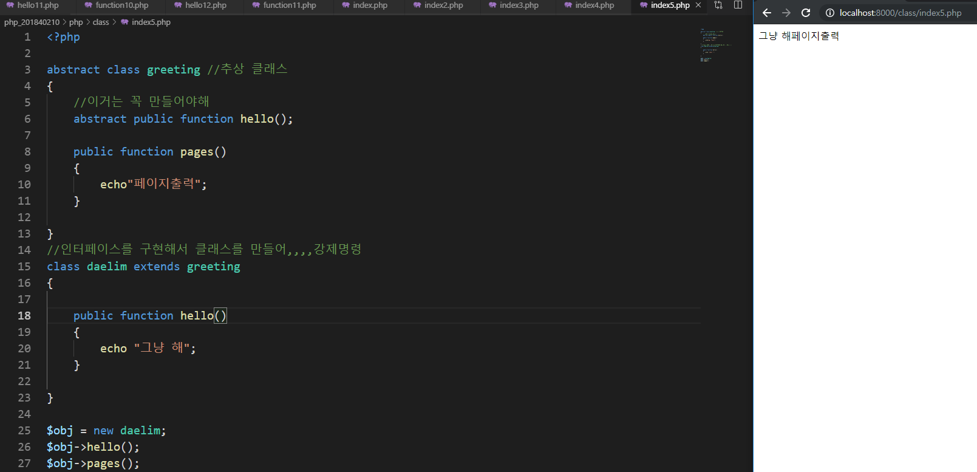 hello11.php function10.php hello12.php function11.php index.php index2.php index3.php index4.php index5.php
localhost:8000/class/index5.php
php_201840210 > php > class > index5.php
그냥 해페이지출력
1 <?php
2
3 abstract class greeting //추상 클래스
4 {
5 //이거는 꼭 만들어야해
6 abstract public function hello();
7
8 public function pages()
9 {
10 echo"페이지출력";
11 }
12
13 }
14 //인터페이스를 구현해서 클래스를 만들어,,,,강제명령
15 class daelim extends greeting
16 {
17
18 public function hello()
19 {
20 echo "그냥 해";
21 }
22
23 }
24
25 $obj = new daelim;
26 $obj->hello();
27 $obj->pages();